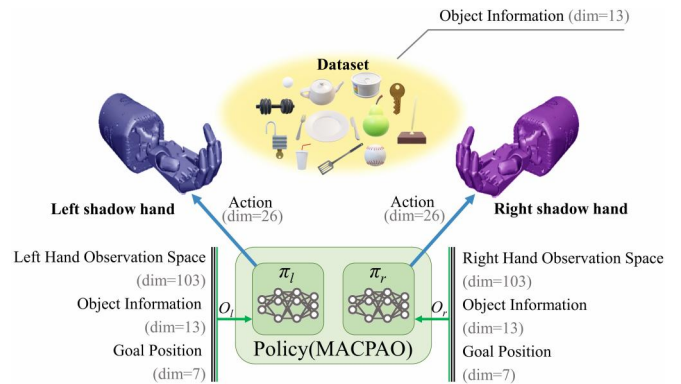 Object Information (dim=13)
Dataset
Left shadow hand
Action
(dim=26)
Action
(dim=26)
Right shadow hand
Left Hand Observation Space
(dim=103)
Object Information
(dim=13)
Goal Position
(dim=7)
O_l
π_l
π_r
Policy(MACPAO)
O_r
Right Hand Observation Space
(dim=103)
Object Information
(dim=13)
Goal Position
(dim=7)